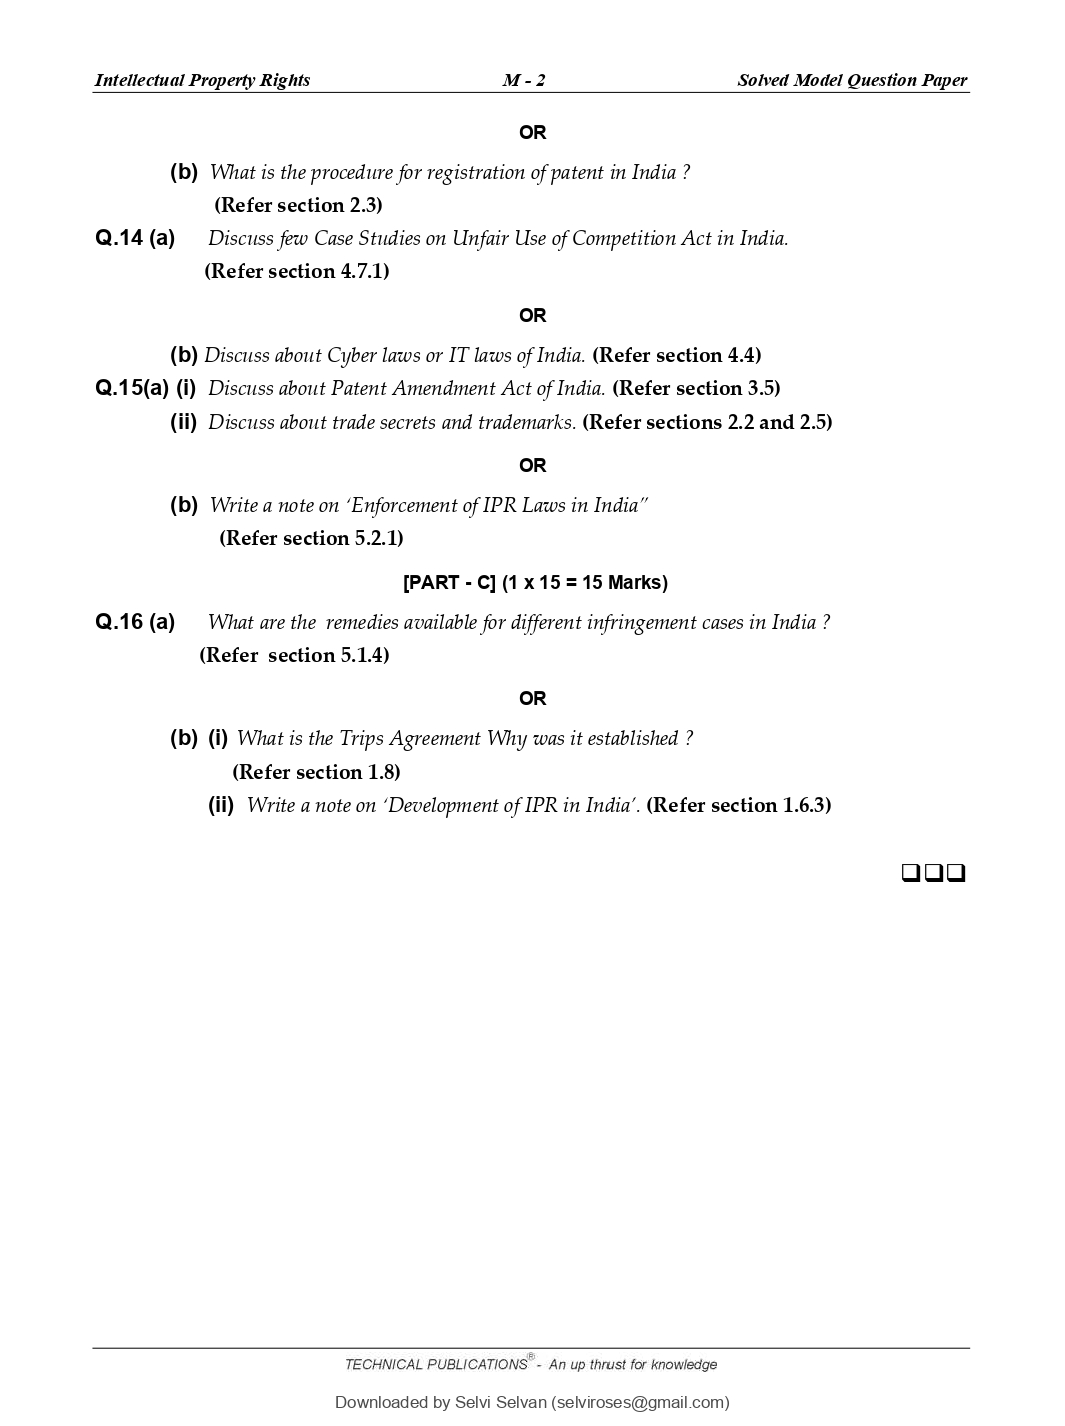 Intellectual Property Rights M - 2 Solved Model Question Paper
OR
(b) What is the procedure for registration of patent in India ?
(Refer section 2.3)
Q.14 (a) Discuss few Case Studies on Unfair Use of Competition Act in India.
(Refer section 4.7.1)
OR
(b) Discuss about Cyber laws or IT laws of India. (Refer section 4.4)
Q.15(a) (i) Discuss about Patent Amendment Act of India. (Refer section 3.5)
(ii) Discuss about trade secrets and trademarks. (Refer sections 2.2 and 2.5)
OR
(b) Write a note on ‘Enforcement of IPR Laws in India”
(Refer section 5.2.1)
[PART - C] (1 x 15 = 15 Marks)
Q.16 (a) What are the remedies available for different infringement cases in India ?
(Refer section 5.1.4)
OR
(b) (i) What is the Trips Agreement Why was it established ?
(Refer section 1.8)
(ii) Write a note on ‘Development of IPR in India’. (Refer section 1.6.3)
❑❑❑
TECHNICAL PUBLICATIONS® - An up thrust for knowledge
Downloaded by Selvi Selvan (selviroses@gmail.com)